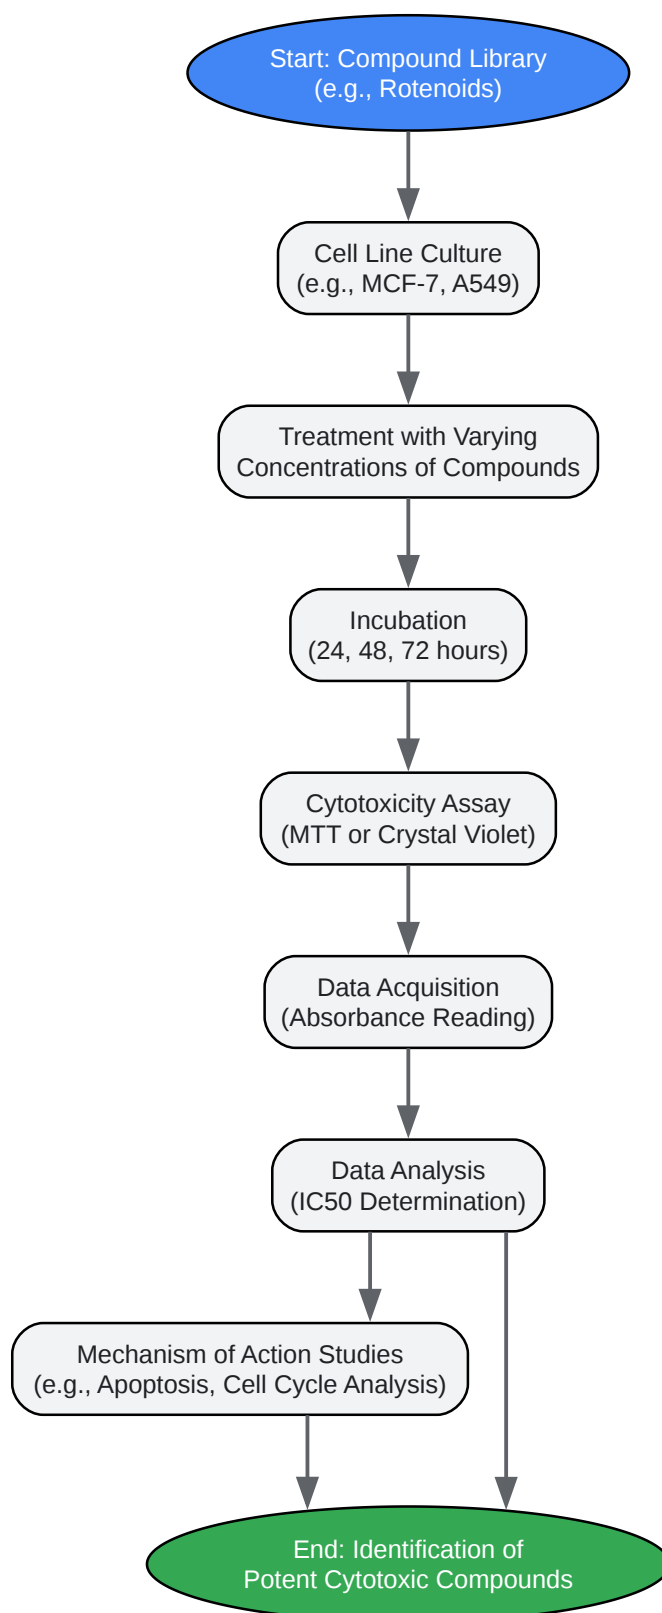 Start: Compound Library
(e.g., Rotenoids)
Cell Line Culture
(e.g., MCF-7, A549)
Treatment with Varying
Concentrations of Compounds
Incubation
(24, 48, 72 hours)
Cytotoxicity Assay
(MTT or Crystal Violet)
Data Acquisition
(Absorbance Reading)
Data Analysis
(IC50 Determination)
Mechanism of Action Studies
(e.g., Apoptosis, Cell Cycle Analysis)
End: Identification of
Potent Cytotoxic Compounds